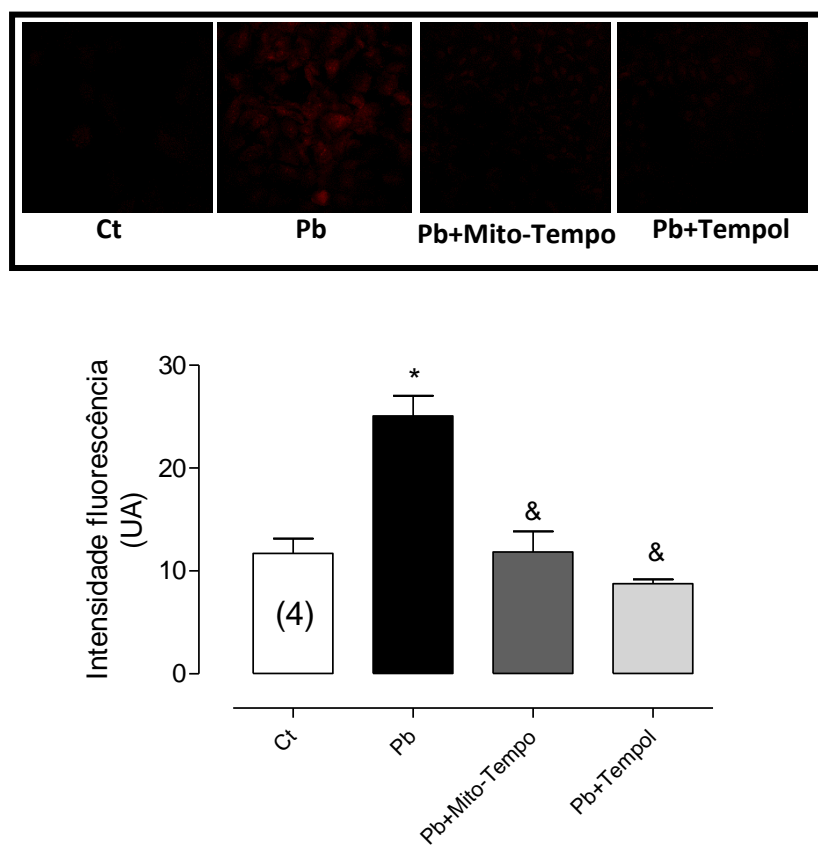 Ct Pb Pb+Mito-Tempo Pb+Tempol
Intensidade fluorescência
(UA)
30
20
10
0
*
&
&
(4)
Ct
Pb
Pb+Mito-Tempo
Pb+Tempol